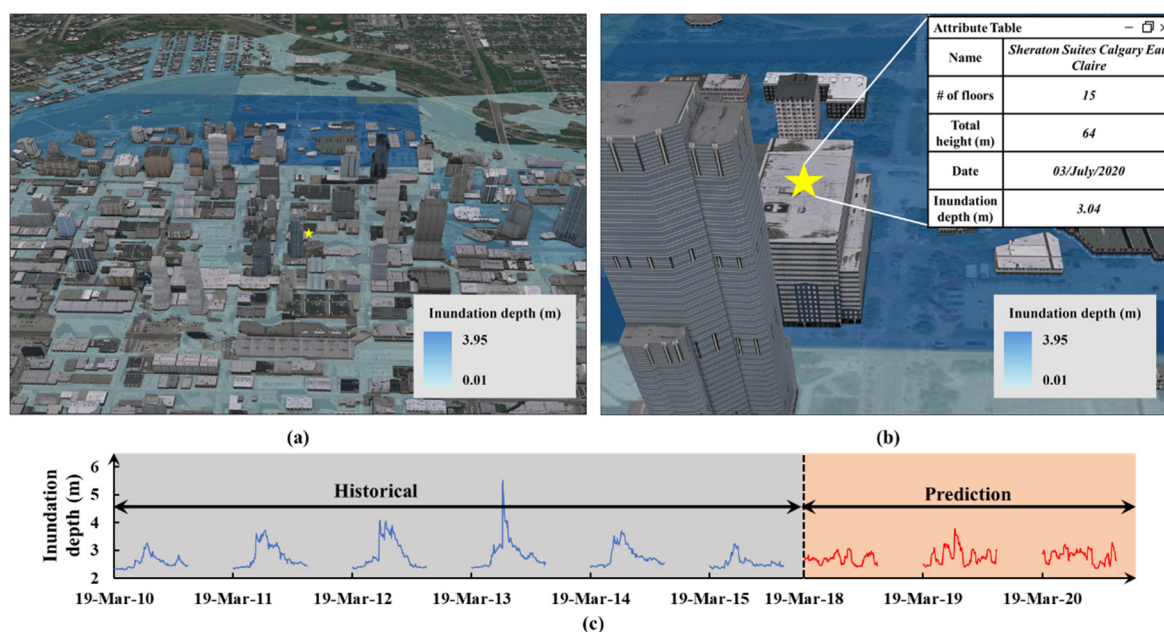 Inundation depth (m)
3.95
0.01
(a)
Attribute Table
Name
Sheraton Suites Calgary Eau
Claire
# of floors
15
Total
height (m)
64
Date
03/July/2020
Inundation
depth (m)
3.04
Inundation depth (m)
3.95
0.01
(b)
Inundation
depth (m)
6
5
4
3
2
Historical
Prediction
19-Mar-10
19-Mar-11
19-Mar-12
19-Mar-13
19-Mar-14
19-Mar-15
19-Mar-18
19-Mar-19
19-Mar-20
(c)